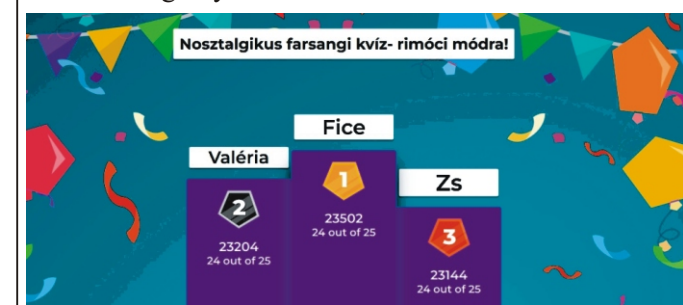 Nosztalgikus farsangi kvíz- rimóci módra!
Fice
1
23502
24 out of 25
Valéria
2
23204
24 out of 25
Zs
3
23144
24 out of 25